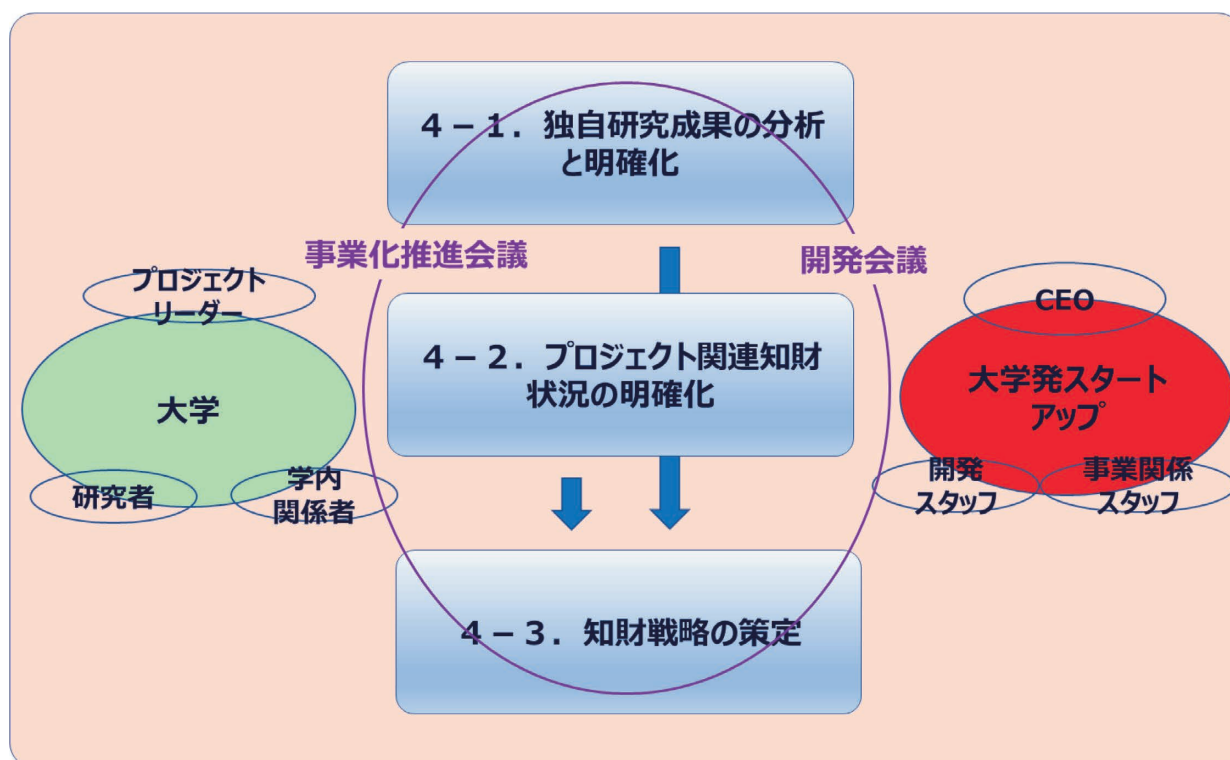 4－1．独自研究成果の分析
と明確化
事業化推進会議
開発会議
プロジェクト
リーダー
大学
研究者
学内
関係者
4－2．プロジェクト関連知財
状況の明確化
CEO
大学発スタート
アップ
開発
スタッフ
事業関係
スタッフ
4－3．知財戦略の策定